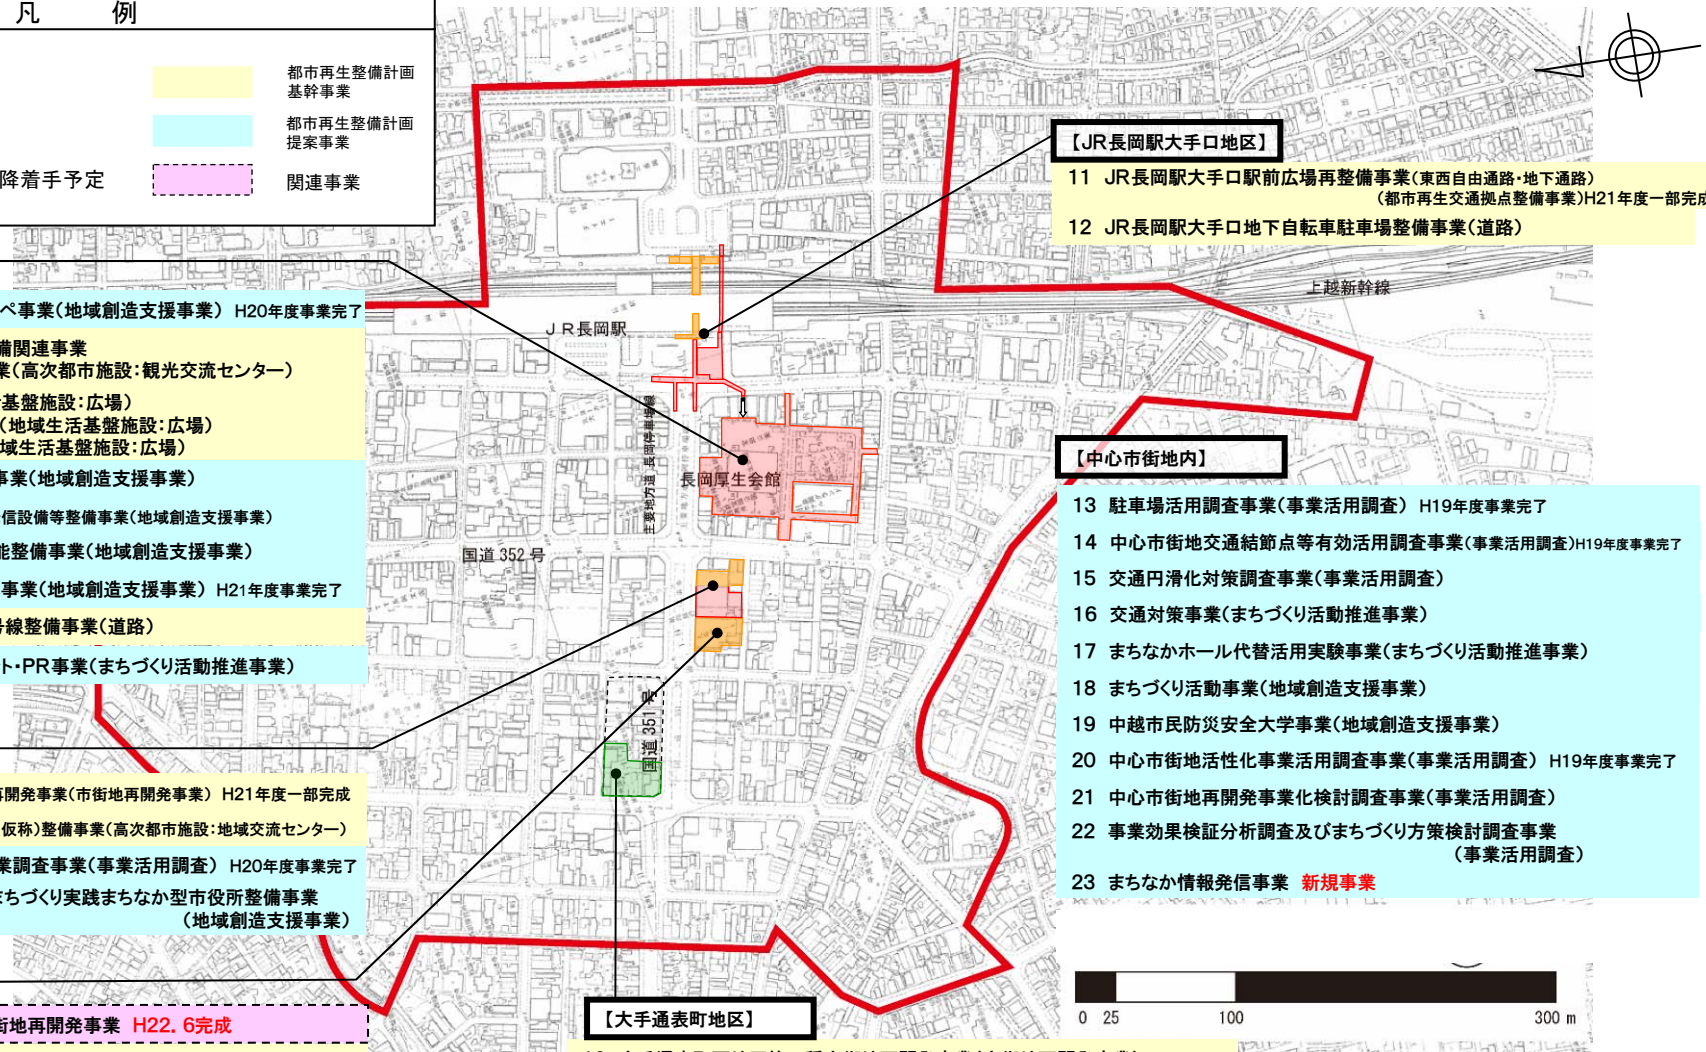 凡 例
都市再生整備計画
基幹事業
都市再生整備計画
提案事業
降着手予定
関連事業
【JR長岡駅大手口地区】
11 JR長岡駅大手口駅前広場再整備事業(東西自由通路・地下通路)
(都市再生交通拠点整備事業)H21年度一部完成
12 JR長岡駅大手口地下自転車駐車場整備事業(道路)
上越新幹線
JR長岡駅
主要地方道 長岡停車場線
長岡厚生会館
国道 352 号
国道 351 号
ペ事業(地域創造支援事業) H20年度事業完了
備関連事業
業(高次都市施設:観光交流センター)
基盤施設:広場)
(地域生活基盤施設:広場)
域生活基盤施設:広場)
事業(地域創造支援事業)
信設備等整備事業(地域創造支援事業)
能整備事業(地域創造支援事業)
事業(地域創造支援事業) H21年度事業完了
号線整備事業(道路)
ト・PR事業(まちづくり活動推進事業)
再開発事業(市街地再開発事業) H21年度一部完成
仮称)整備事業(高次都市施設:地域交流センター)
業調査事業(事業活用調査) H20年度事業完了
まちづくり実践まちなか型市役所整備事業
(地域創造支援事業)
街地再開発事業 H22.6完成
【中心市街地内】
13 駐車場活用調査事業(事業活用調査) H19年度事業完了
14 中心市街地交通結節点等有効活用調査事業(事業活用調査)H19年度事業完了
15 交通円滑化対策調査事業(事業活用調査)
16 交通対策事業(まちづくり活動推進事業)
17 まちなかホール代替活用実験事業(まちづくり活動推進事業)
18 まちづくり活動事業(地域創造支援事業)
19 中越市民防災安全大学事業(地域創造支援事業)
20 中心市街地活性化事業活用調査事業(事業活用調査) H19年度事業完了
21 中心市街地再開発事業化検討調査事業(事業活用調査)
22 事業効果検証分析調査及びまちづくり方策検討調査事業
(事業活用調査)
23 まちなか情報発信事業 新規事業
0 25 100 300 m
【大手通表町地区】